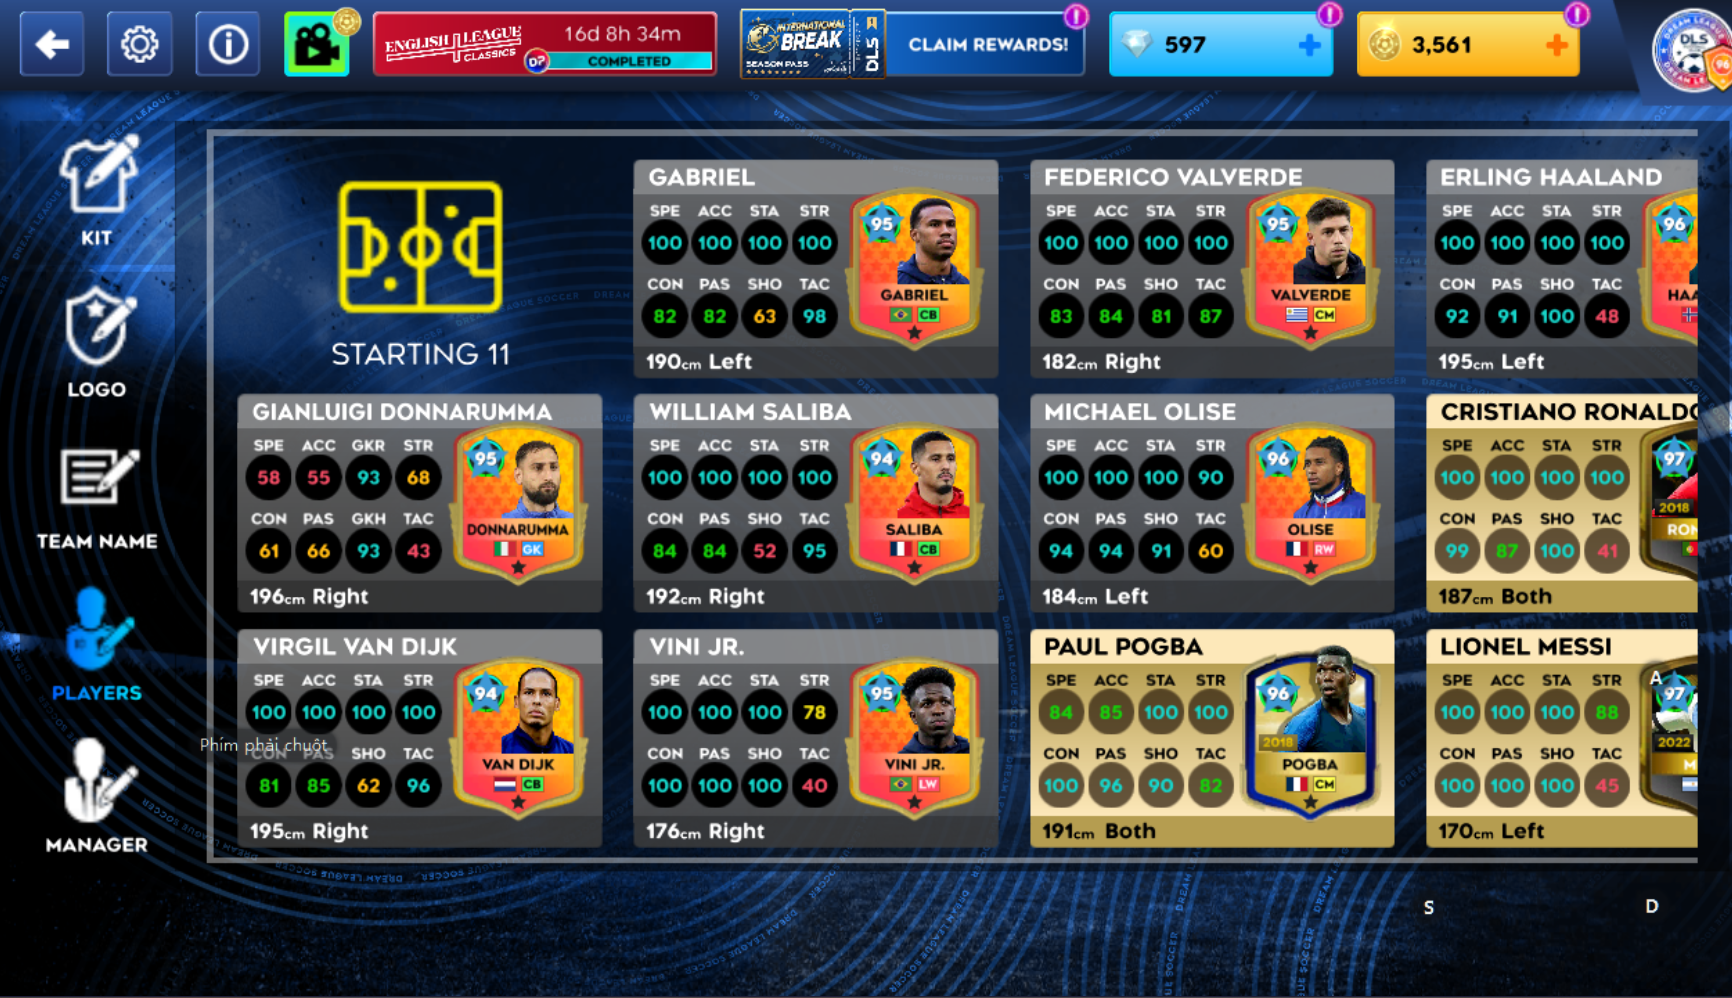 ENGLISH LEAGUE
CLASSICS
16d 8h 34m
DP
COMPLETED
INTERNATIONAL
BREAK
SEASON PASS
DLS
CLAIM REWARDS!
597
3,561
DLS
96
KIT
LOGO
TEAM NAME
PLAYERS
MANAGER
STARTING 11
GABRIEL
SPE ACC STA STR
100 100 100 100
CON PAS SHO TAC
82 82 63 98
95
GABRIEL
CB
190cm Left
FEDERICO VALVERDE
SPE ACC STA STR
100 100 100 100
CON PAS SHO TAC
83 84 81 87
95
VALVERDE
CM
182cm Right
ERLING HAALAND
SPE ACC STA STR
100 100 100 100
CON PAS SHO TAC
92 91 100 48
96
HAA
195cm Left
GIANLUIGI DONNARUMMA
SPE ACC GKR STR
58 55 93 68
CON PAS GKH TAC
61 66 93 43
95
DONNARUMMA
GK
196cm Right
WILLIAM SALIBA
SPE ACC STA STR
100 100 100 100
CON PAS SHO TAC
84 84 52 95
94
SALIBA
CB
192cm Right
MICHAEL OLISE
SPE ACC STA STR
100 100 100 90
CON PAS SHO TAC
94 94 91 60
96
OLISE
RW
184cm Left
CRISTIANO RONALDO
SPE ACC STA STR
100 100 100 100
CON PAS SHO TAC
99 87 100 41
97
2018
RON
187cm Both
VIRGIL VAN DIJK
SPE ACC STA STR
100 100 100 100
Phím phải chuột
CON PAS SHO TAC
81 85 62 96
94
VAN DIJK
CB
195cm Right
VINI JR.
SPE ACC STA STR
100 100 100 78
CON PAS SHO TAC
100 100 100 40
95
VINI JR.
LW
176cm Right
PAUL POGBA
SPE ACC STA STR
84 85 100 100
CON PAS SHO TAC
100 96 90 82
96
2018
POGBA
CM
191cm Both
LIONEL MESSI
SPE ACC STA STR
100 100 100 88
CON PAS SHO TAC
100 100 100 45
A
97
2022
M
170cm Left
S
D